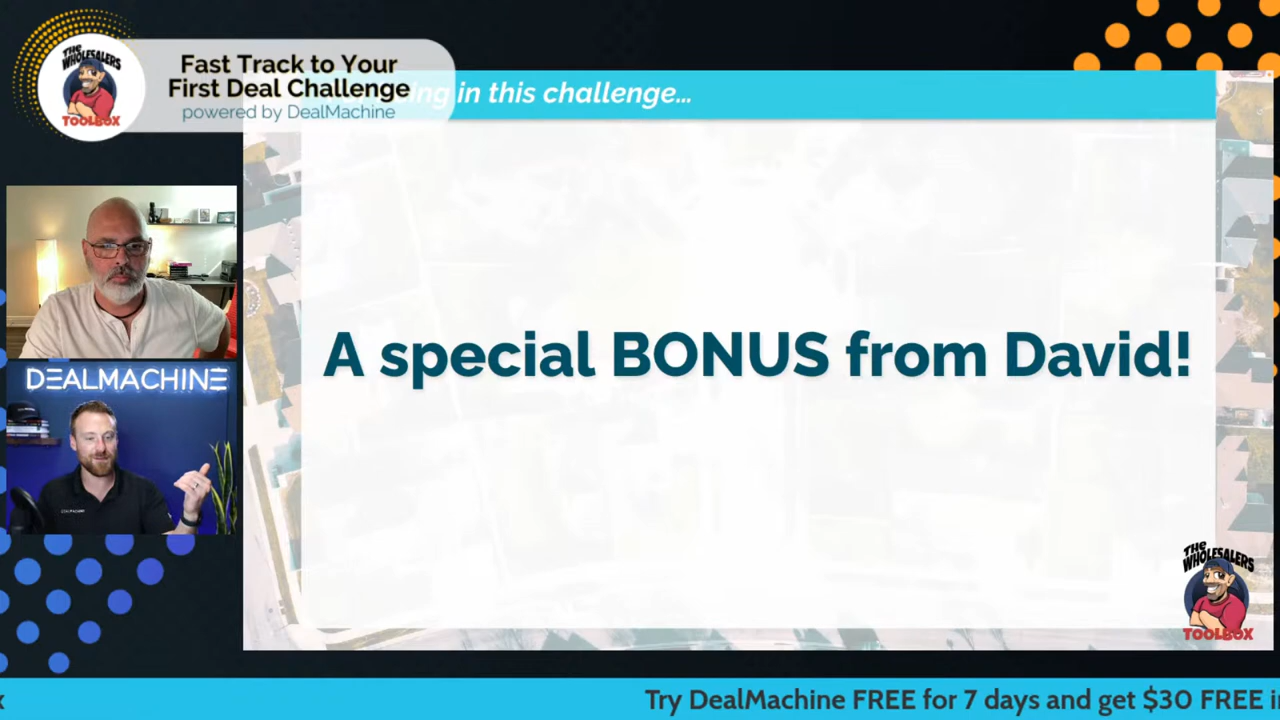 THE
WHOLESALERS
TOOLBOX
Fast Track to Your
First Deal Challenge
powered by DealMachine
in this challenge...
DEALMACHINE
DEALMACHINE
A special BONUS from David!
THE
WHOLESALERS
TOOLBOX
Try DealMachine FREE for 7 days and get $30 FREE